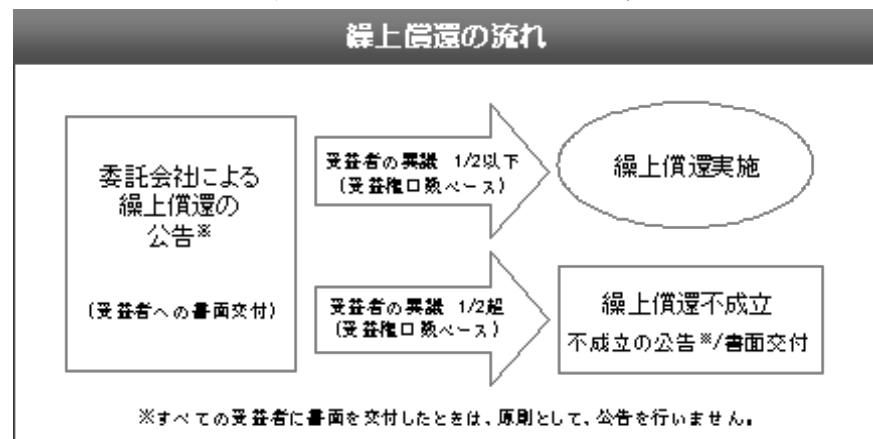 繰上償還の流れ
委託会社による
繰上償還の
公告※
(受益者への書面交付)
受益者の異議 1/2以下
(受益権口数ベース)
繰上償還実施
受益者の異議 1/2超
(受益権口数ベース)
繰上償還不成立
不成立の公告※/書面交付
※すべての受益者に書面を交付したときは、原則として、公告を行いません。